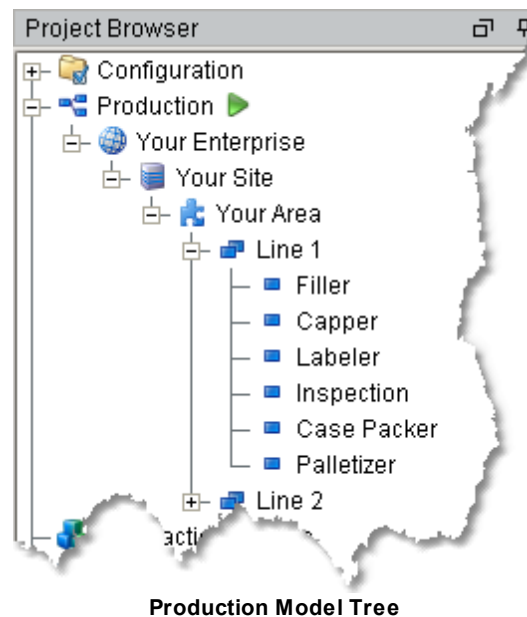 Project Browser
Configuration
Production
Your Enterprise
Your Site
Your Area
Line 1
Filler
Capper
Labeler
Inspection
Case Packer
Palletizer
Line 2
Production Model Tree